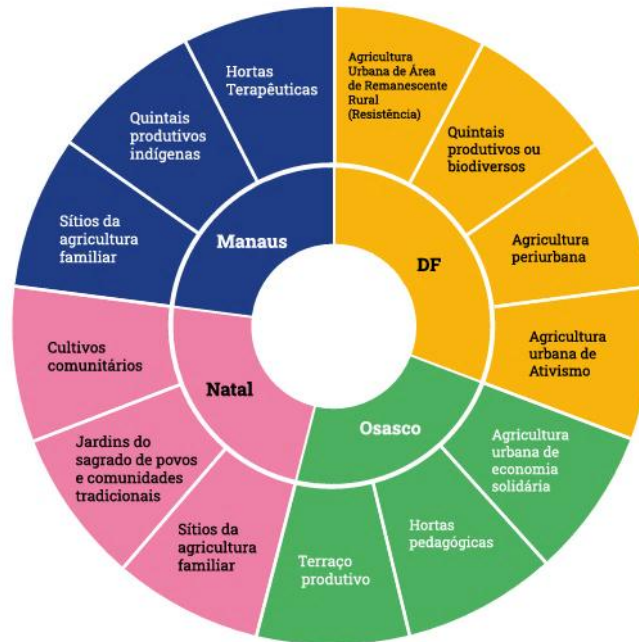 Agricultura
Urbana de Área
de Remanescente
Rural
(Resistência)
Quintais
produtivos ou
biodiversos
Agricultura
periurbana
Agricultura
urbana de
Ativismo
DF
Agricultura
urbana de
economia
solidária
Hortas
pedagógicas
Terraço
produtivo
Osasco
Sítios da
agricultura
familiar
Jardins do
sagrado de povos
e comunidades
tradicionais
Cultivos
comunitários
Natal
Sítios da
agricultura
familiar
Quintais
produtivos
indígenas
Hortas
Terapêuticas
Manaus